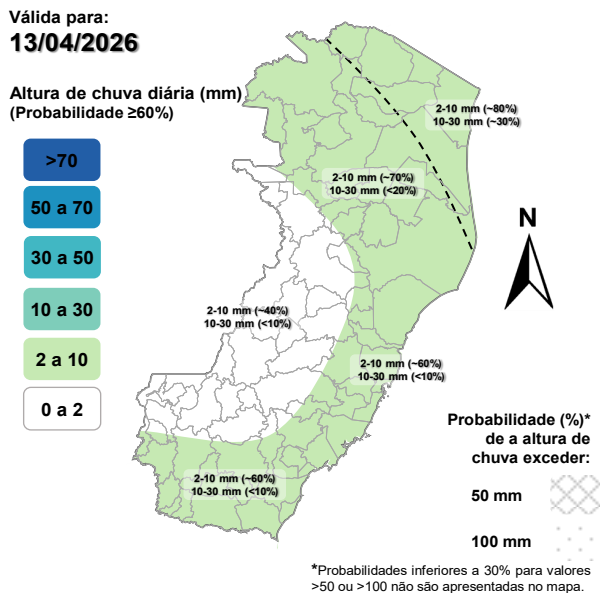 Válida para:
13/04/2026
Altura de chuva diária (mm)
(Probabilidade ≥60%)
>70
50 a 70
30 a 50
10 a 30
2 a 10
0 a 2
2-10 mm (~80%)
10-30 mm (~30%)
2-10 mm (~70%)
10-30 mm (<20%)
2-10 mm (~40%)
10-30 mm (<10%)
2-10 mm (~60%)
10-30 mm (<10%)
2-10 mm (~60%)
10-30 mm (<10%)
N
Probabilidade (%)*
de a altura de
chuva exceder:
50 mm
100 mm
*Probabilidades inferiores a 30% para valores
>50 ou >100 não são apresentadas no mapa.